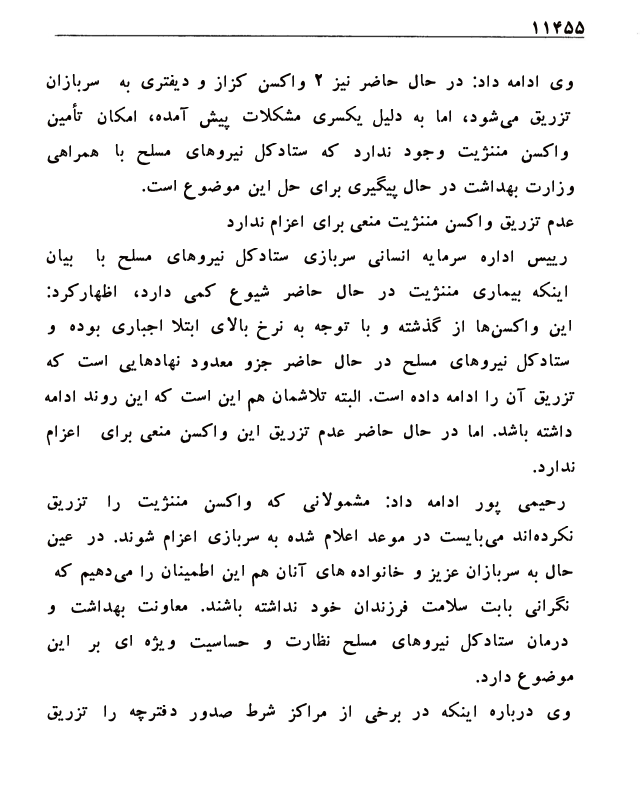 ۱۱۴۵۵
وی ادامه داد: در حال حاضر نیز ۲ واکسن کزاز و دیفتری به سربازان
تزریق می‌شود، اما به دلیل یکسری مشکلات پیش آمده، امکان تأمین
واکسن مننژیت وجود ندارد که ستادکل نیروهای مسلح با همراهی
وزارت بهداشت در حال پیگیری برای حل این موضوع است.
عدم تزریق واکسن مننژیت منعی برای اعزام ندارد
رییس اداره سرمایه انسانی سربازی ستادکل نیروهای مسلح با بیان
اینکه بیماری مننژیت در حال حاضر شیوع کمی دارد، اظهارکرد:
این واکسن‌ها از گذشته و با توجه به نرخ بالای ابتلا اجباری بوده و
ستادکل نیروهای مسلح در حال حاضر جزو معدود نهادهایی است که
تزریق آن را ادامه داده است. البته تلاشمان هم این است که این روند ادامه
داشته باشد. اما در حال حاضر عدم تزریق این واکسن منعی برای اعزام
ندارد.
رحیمی پور ادامه داد: مشمولانی که واکسن مننژیت را تزریق
نکرده‌اند می‌بایست در موعد اعلام شده به سربازی اعزام شوند. در عین
حال به سربازان عزیز و خانواده های آنان هم این اطمینان را می‌دهیم که
نگرانی بابت سلامت فرزندان خود نداشته باشند. معاونت بهداشت و
درمان ستادکل نیروهای مسلح نظارت و حساسیت ویژه ای بر این
موضوع دارد.
وی درباره اینکه در برخی از مراکز شرط صدور دفترچه را تزریق